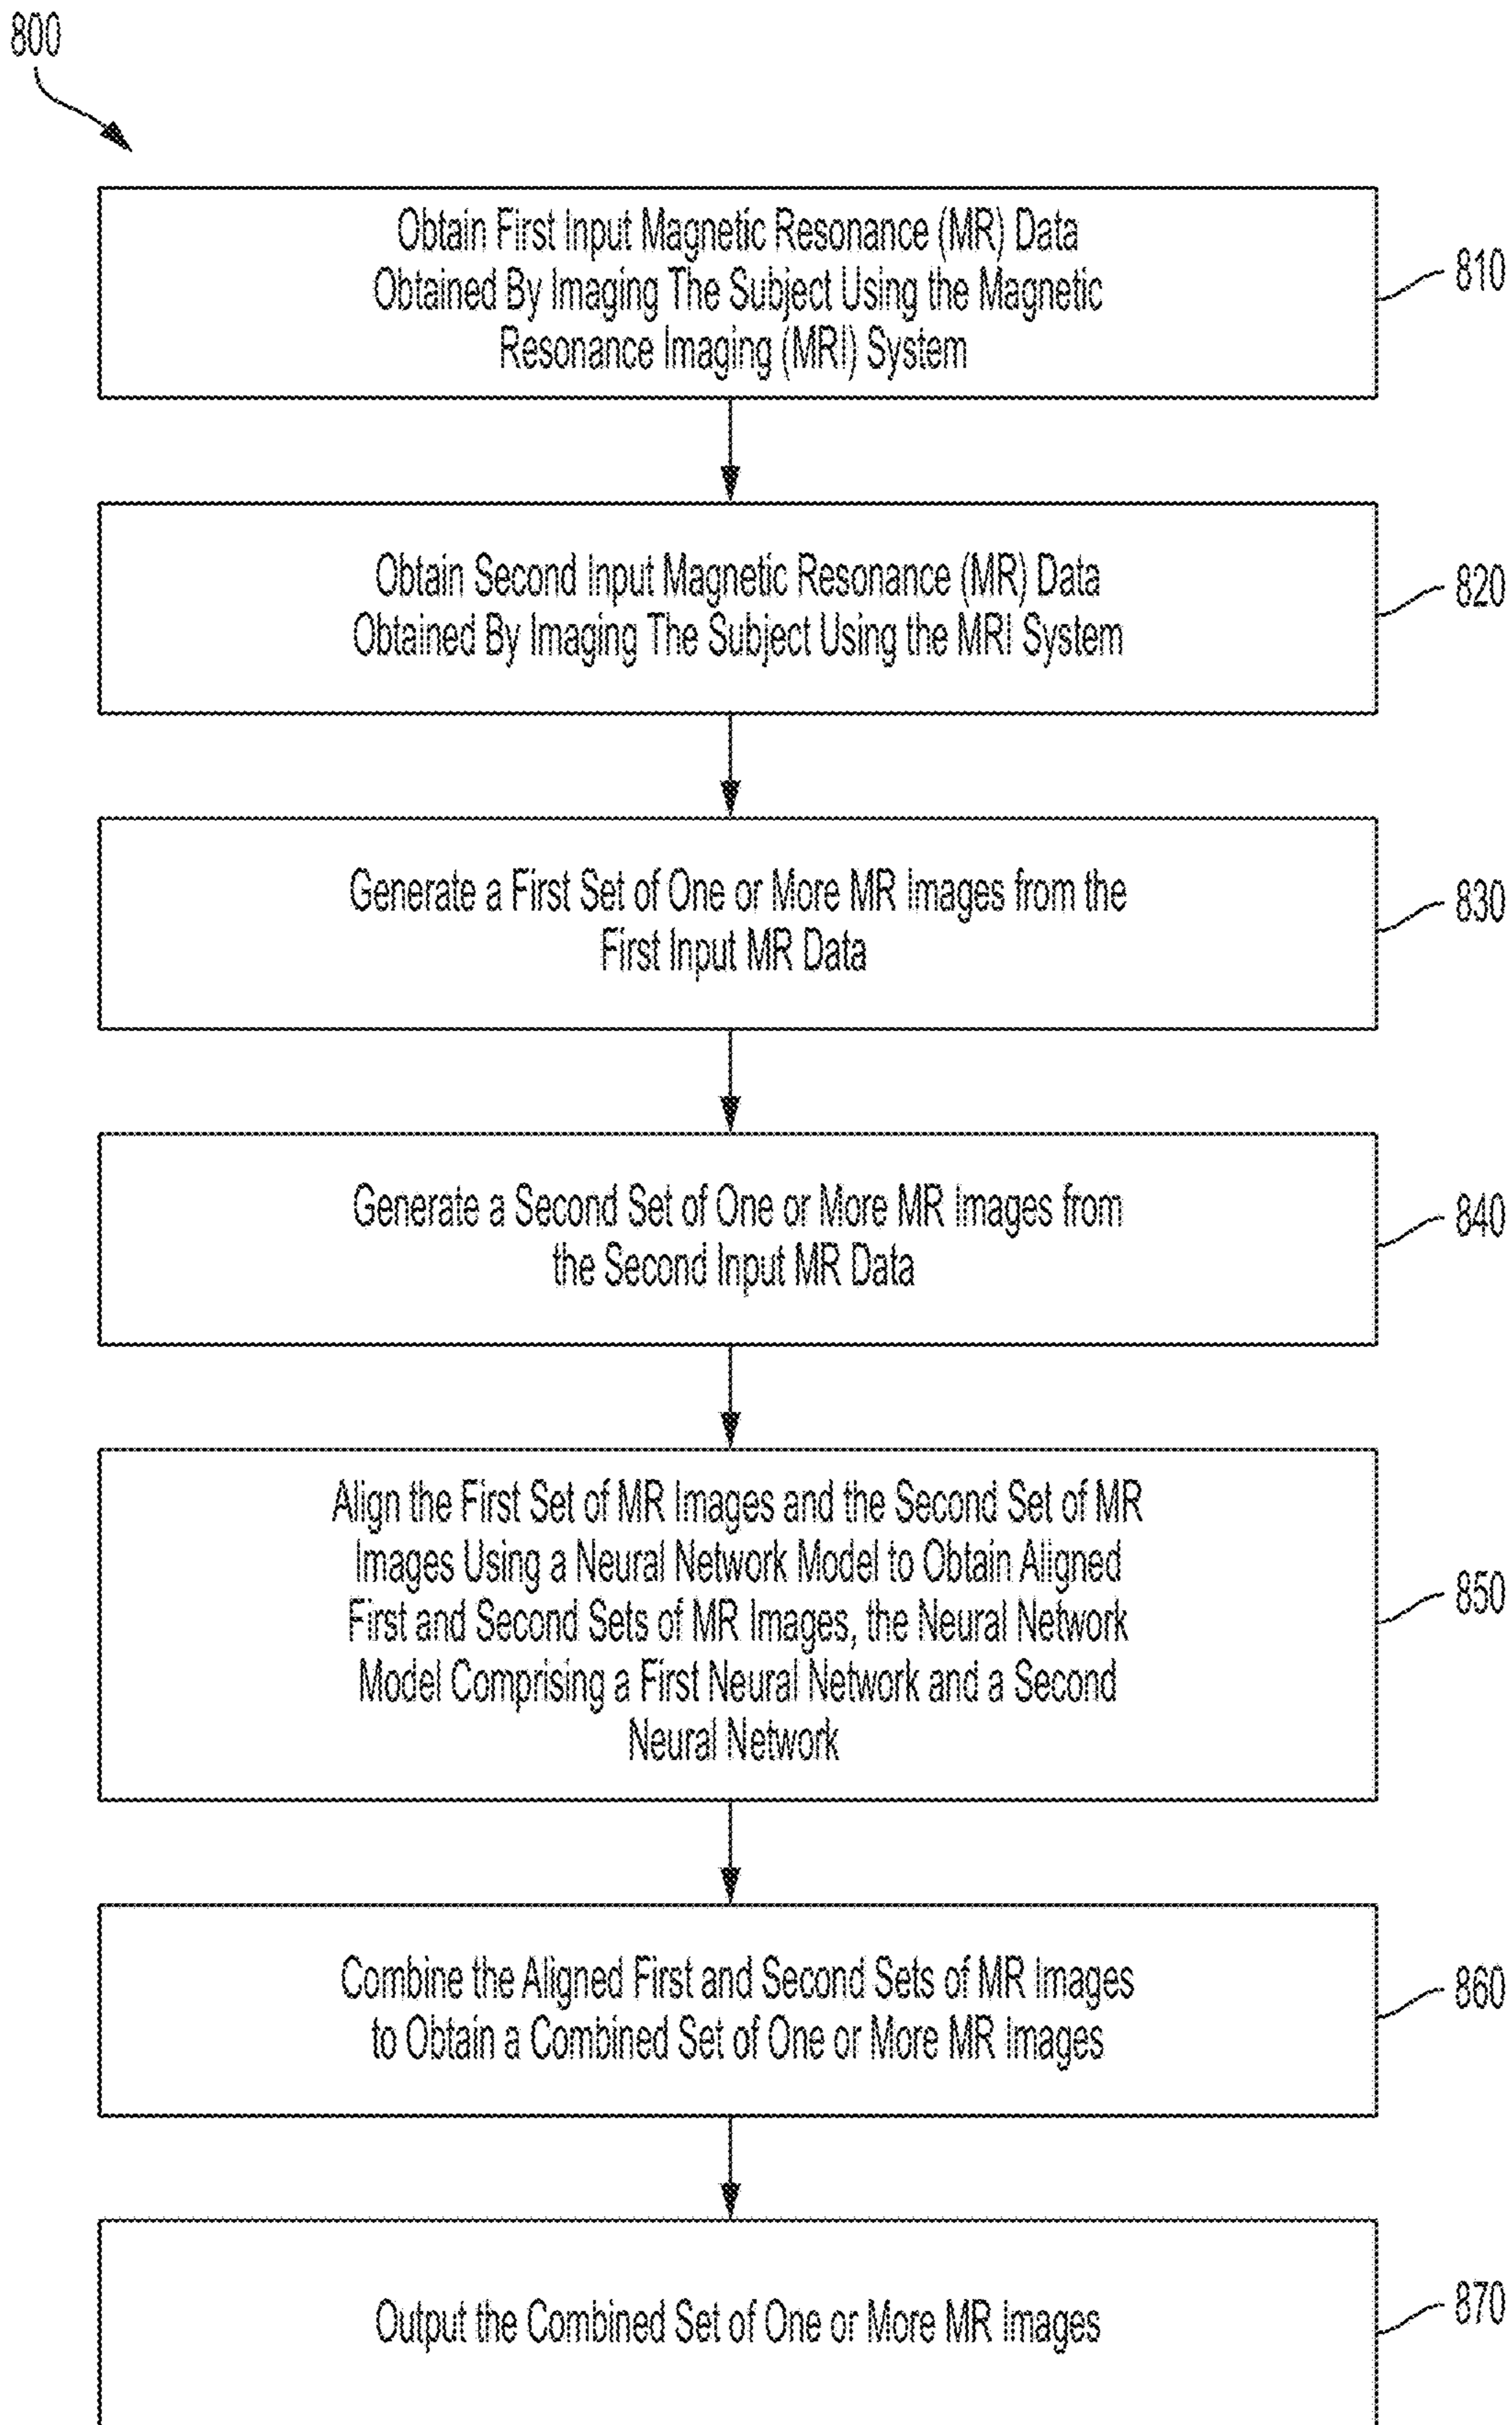 800
Obtain First Input Magnetic Resonance (MR) Data
Obtained By Imaging The Subject Using the Magnetic
Resonance Imaging (MRI) System
810
Obtain Second Input Magnetic Resonance (MR) Data
Obtained By Imaging The Subject Using the MRI System
820
Generate a First Set of One or More MR Images from the
First Input MR Data
830
Generate a Second Set of One or More MR Images from
the Second Input MR Data
840
Align the First Set of MR Images and the Second Set of MR
Images Using a Neural Network Model to Obtain Aligned
First and Second Sets of MR Images, the Neural Network
Model Comprising a First Neural Network and a Second
Neural Network
850
Combine the Aligned First and Second Sets of MR Images
to Obtain a Combined Set of One or More MR Images
860
Output the Combined Set of One or More MR Images
870